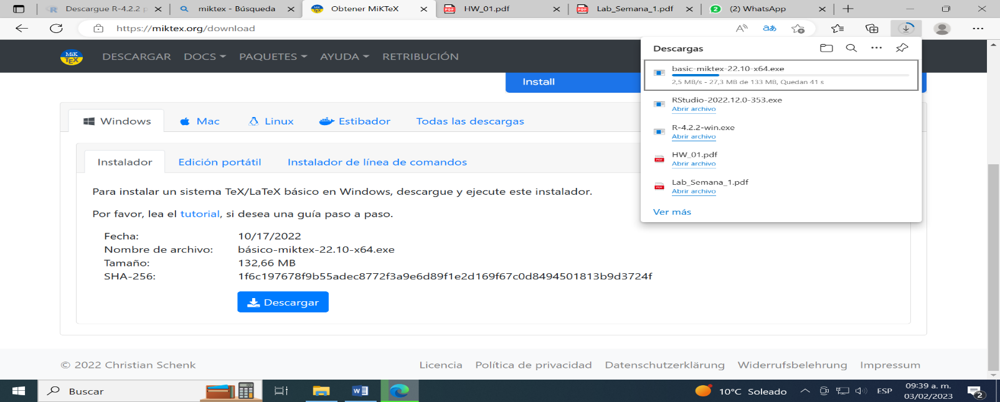 Descargue R-4.2.2 p
miktex - Búsqueda
Obtener MiKTeX
HW_01.pdf
Lab_Semana_1.pdf
(2) WhatsApp
https://miktex.org/download
MiK
TEX
DESCARGAR
DOCS
PAQUETES
AYUDA
RETRIBUCIÓN
Install
Descargas
basic-miktex-22.10-x64.exe
2,5 MB/s - 27,3 MB de 133 MB, Quedan 41 s
RStudio-2022.12.0-353.exe
Abrir archivo
R-4.2.2-win.exe
Abrir archivo
HW_01.pdf
Abrir archivo
Lab_Semana_1.pdf
Abrir archivo
Ver más
Windows
Mac
Linux
Estibador
Todas las descargas
Instalador
Edición portátil
Instalador de línea de comandos
Para instalar un sistema TeX/LaTeX básico en Windows, descargue y ejecute este instalador.
Por favor, lea el tutorial, si desea una guía paso a paso.
Fecha: 10/17/2022
Nombre de archivo: básico-miktex-22.10-x64.exe
Tamaño: 132,66 MB
SHA-256: 1f6c197678f9b55adec8772f3a9e6d89f1e2d169f67c0d8494501813b9d3724f
Descargar
© 2022 Christian Schenk
Licencia
Política de privacidad
Datenschutzerklärung
Widerrufsbelehrung
Impressum
Buscar
10°C Soleado
ESP
09:39 a. m.
03/02/2023
2